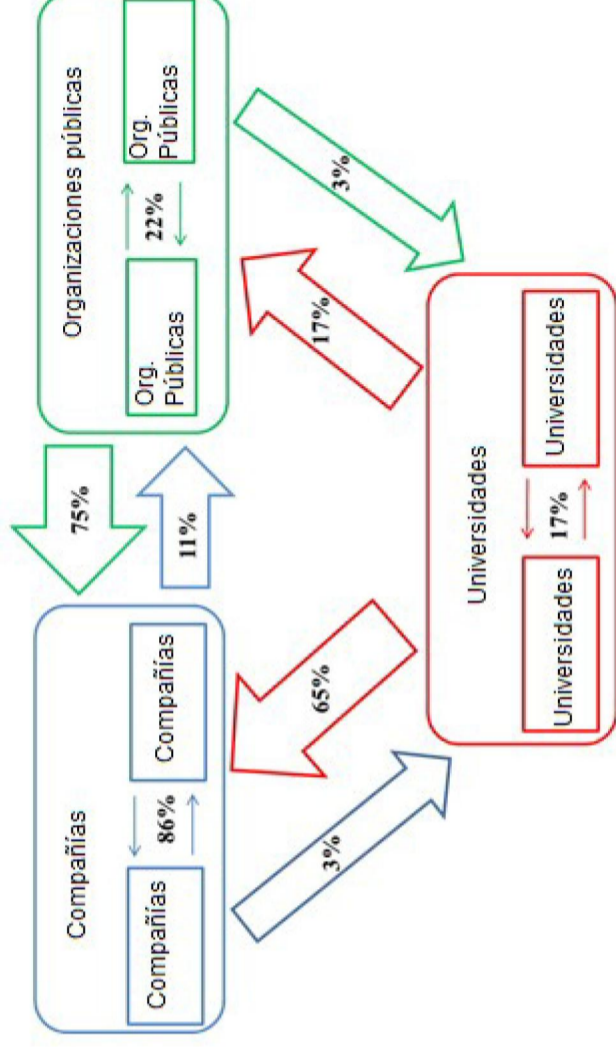 Compañías
Compañías
86%
Compañías
75%
11%
Organizaciones públicas
Org.
Públicas
22%
Org.
Públicas
3%
65%
17%
3%
Universidades
Universidades
17%
Universidades